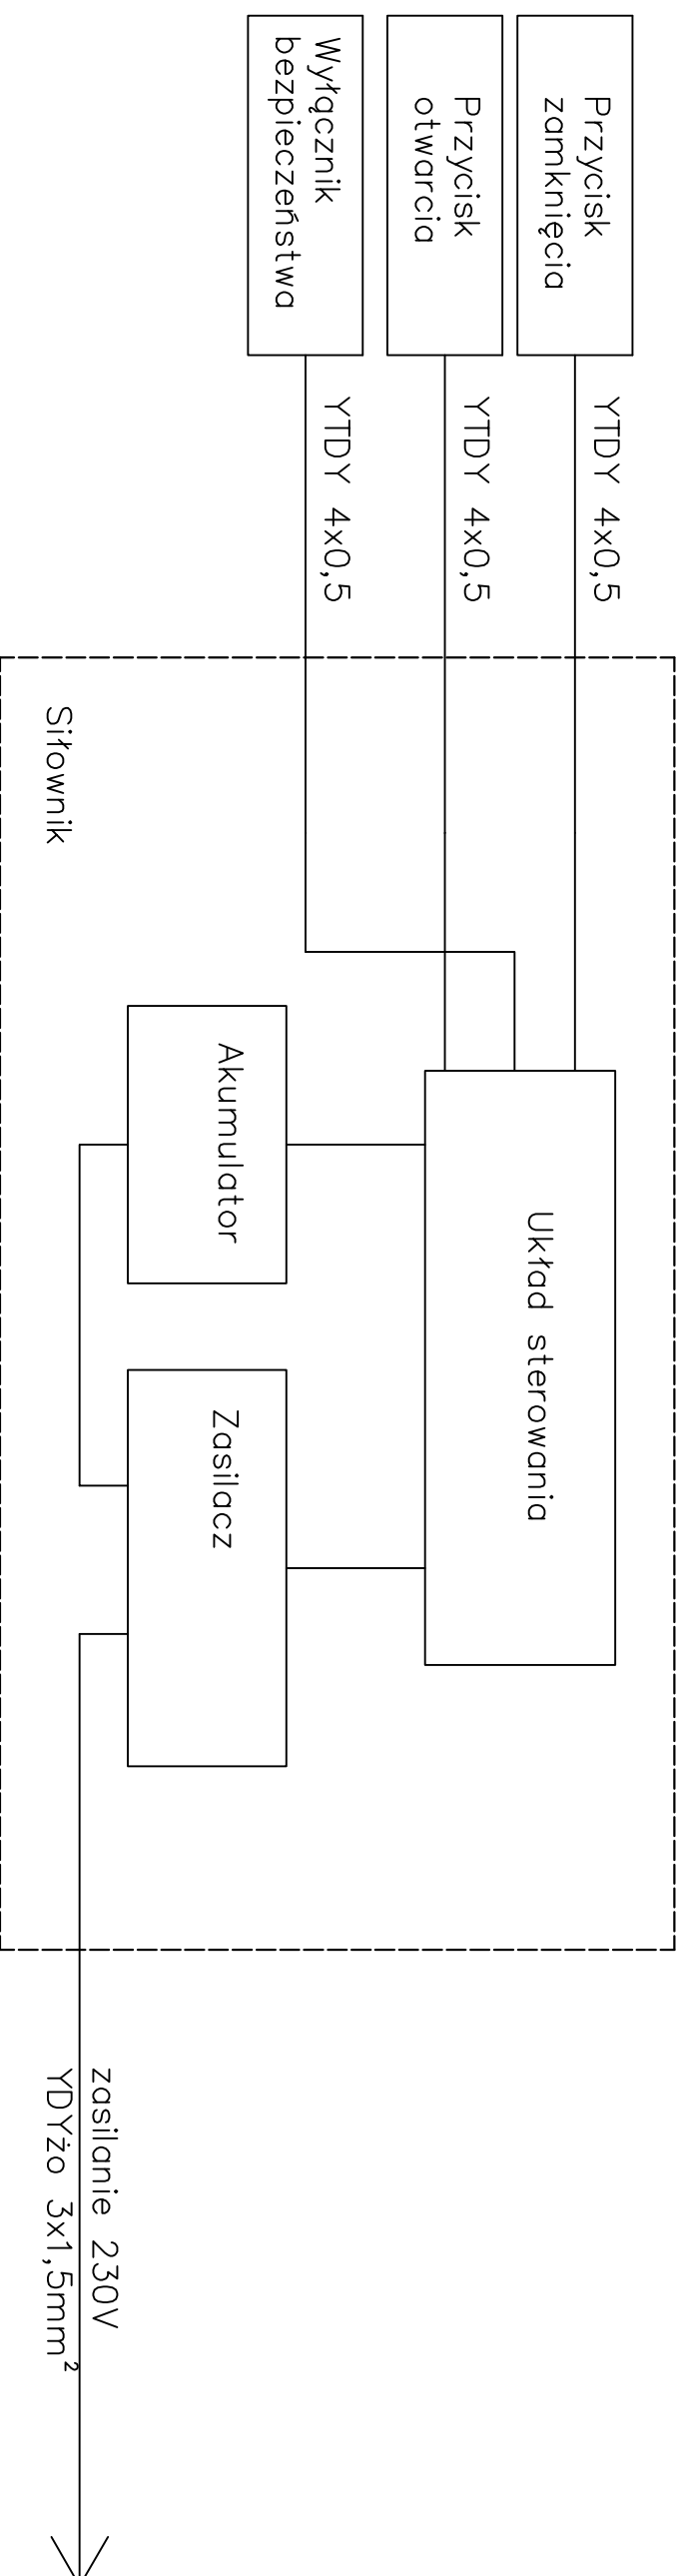 Przycisk
zamknięcia
YTDY 4x0,5
Przycisk
otwarcia
YTDY 4x0,5
Wyłącznik
bezpieczeństwa
YTDY 4x0,5
Układ sterowania
Akumulator
Zasilacz
Siłownik
zasilanie 230V
YDYżo 3x1,5mm²